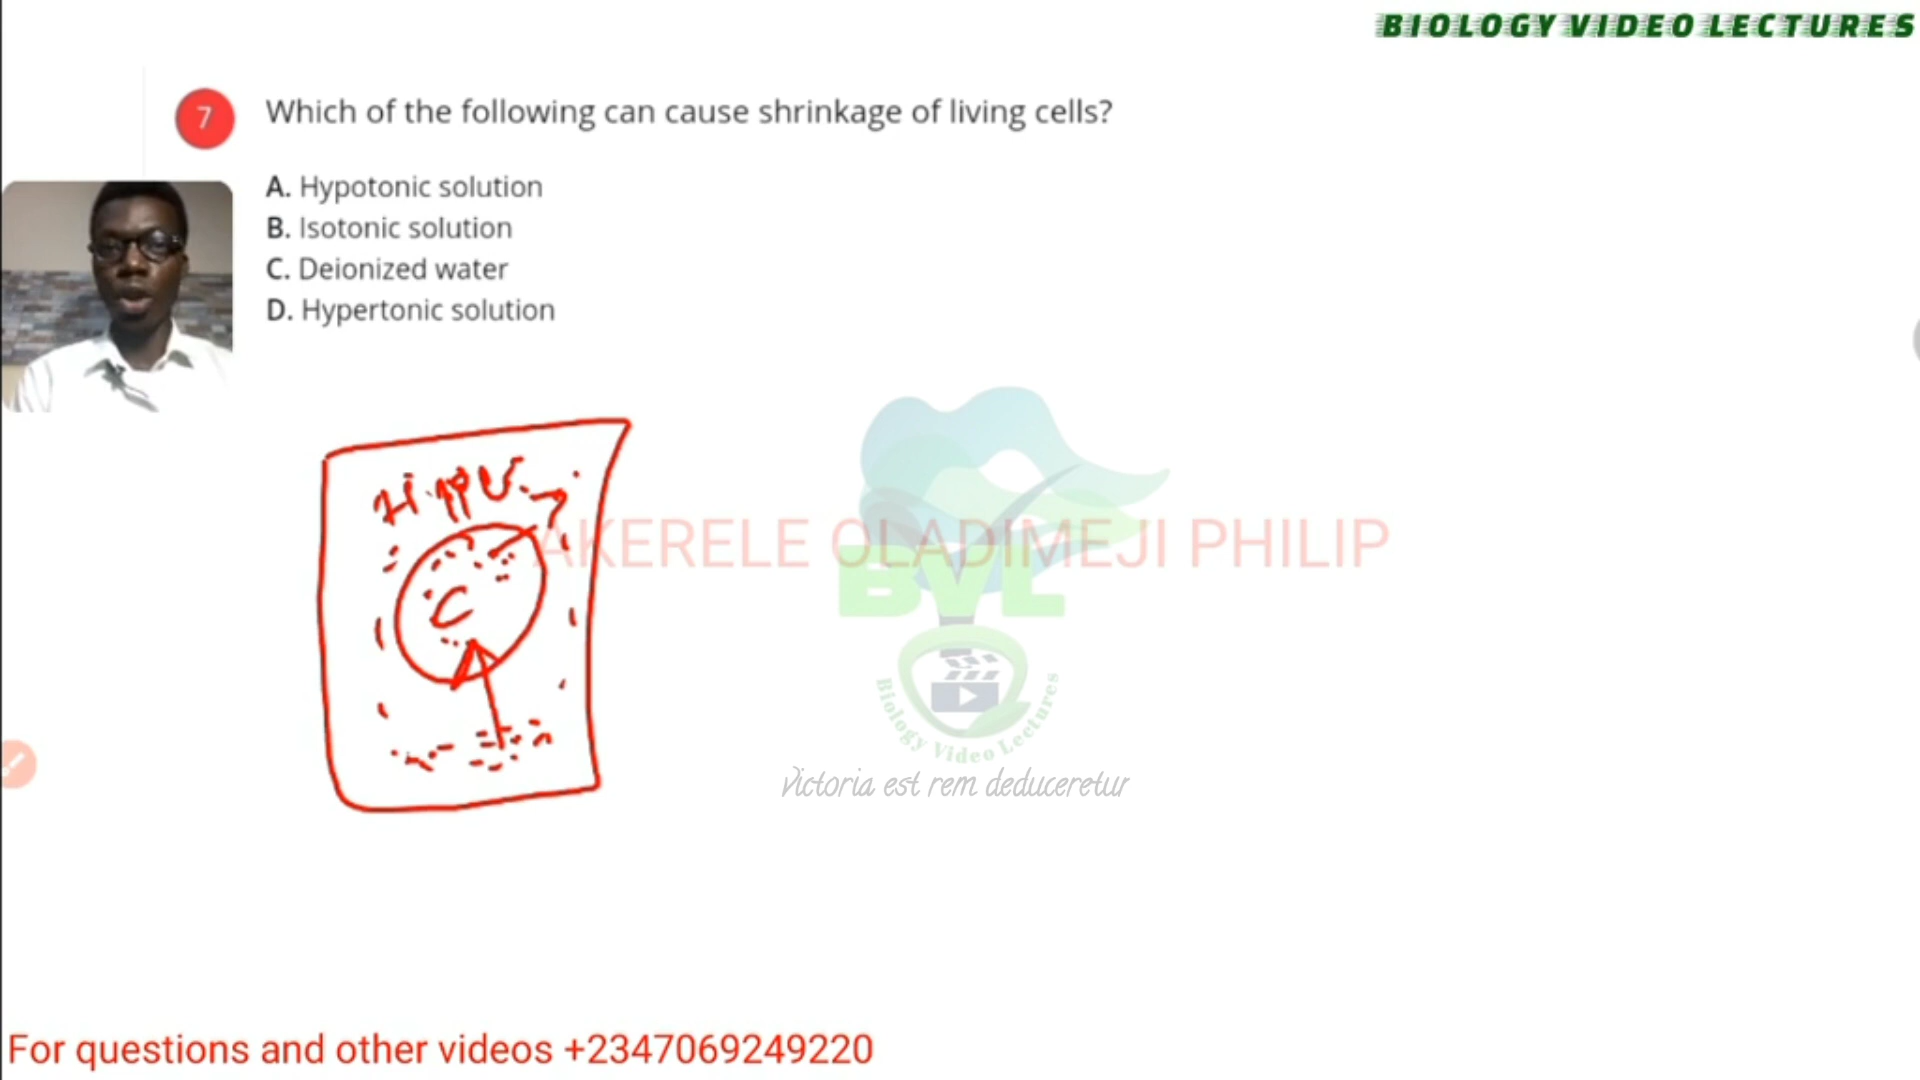 BIOLOGY VIDEO LECTURES
7 Which of the following can cause shrinkage of living cells?
A. Hypotonic solution
B. Isotonic solution
C. Deionized water
D. Hypertonic solution
C
AKERELE OLADIMEJI PHILIP
BVL
Biology Video Lectures
Victoria est rem deduceretur
For questions and other videos +2347069249220